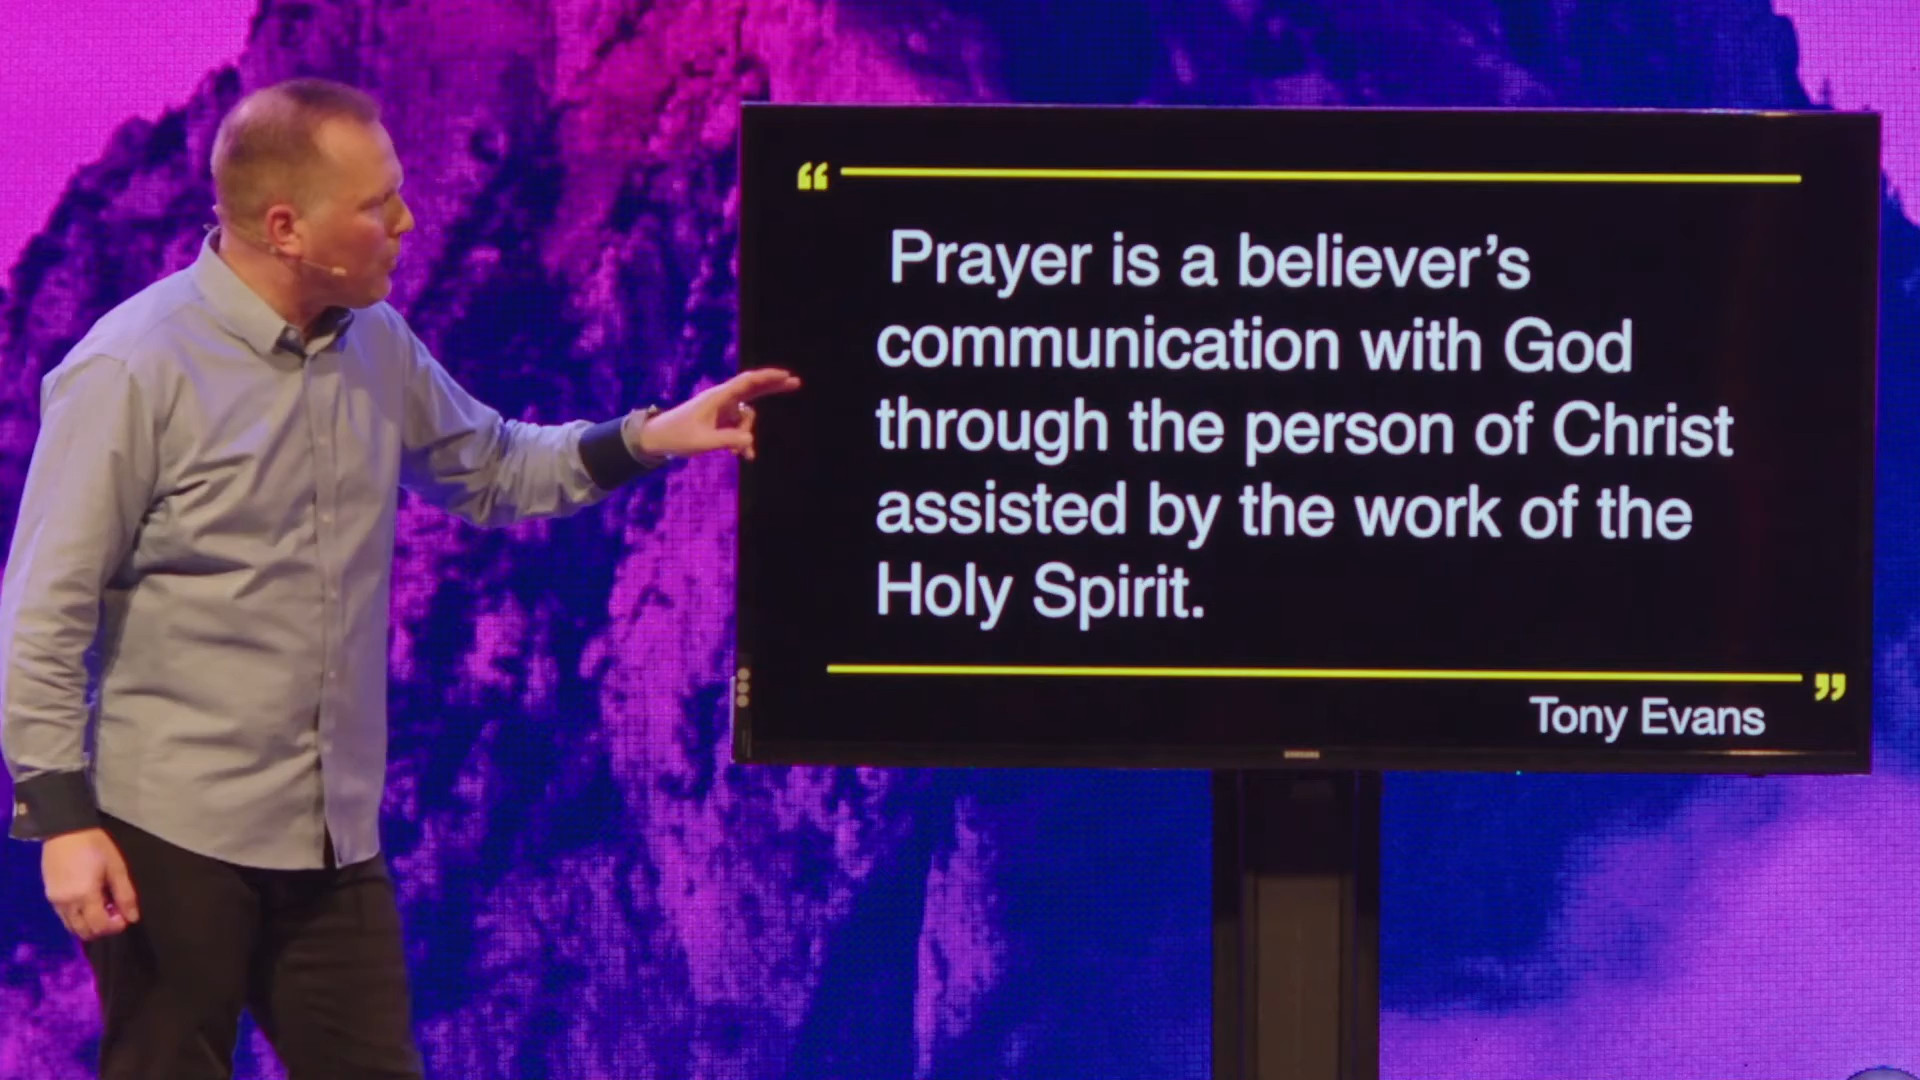 “
Prayer is a believer’s
communication with God
through the person of Christ
assisted by the work of the
Holy Spirit.
”
Tony Evans
SAMSUNG